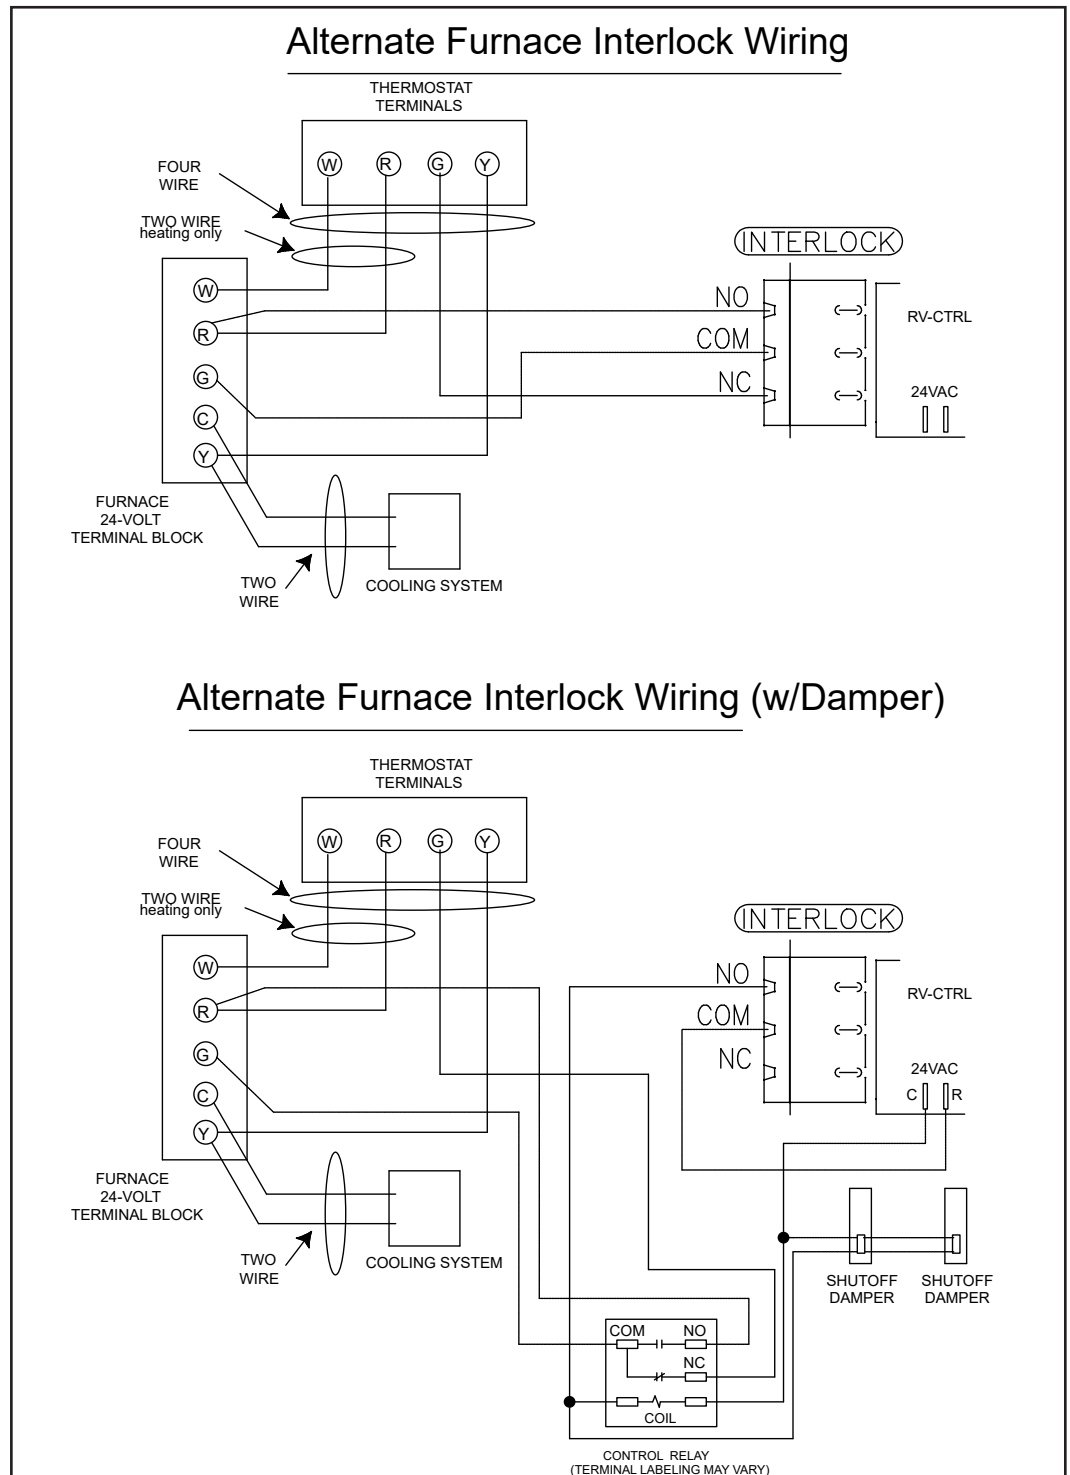 Alternate Furnace Interlock Wiring
THERMOSTAT
TERMINALS
W R G Y
FOUR
WIRE
TWO WIRE
heating only
INTERLOCK
W
R
G
C
Y
NO
COM
NC
RV-CTRL
24VAC
FURNACE
24-VOLT
TERMINAL BLOCK
TWO
WIRE
COOLING SYSTEM
Alternate Furnace Interlock Wiring (w/Damper)
THERMOSTAT
TERMINALS
W R G Y
FOUR
WIRE
TWO WIRE
heating only
INTERLOCK
W
R
G
C
Y
NO
COM
NC
RV-CTRL
24VAC
C R
FURNACE
24-VOLT
TERMINAL BLOCK
TWO
WIRE
COOLING SYSTEM
SHUTOFF
DAMPER
SHUTOFF
DAMPER
COM NO
NC
COIL
CONTROL RELAY
(TERMINAL LABELING MAY VARY)